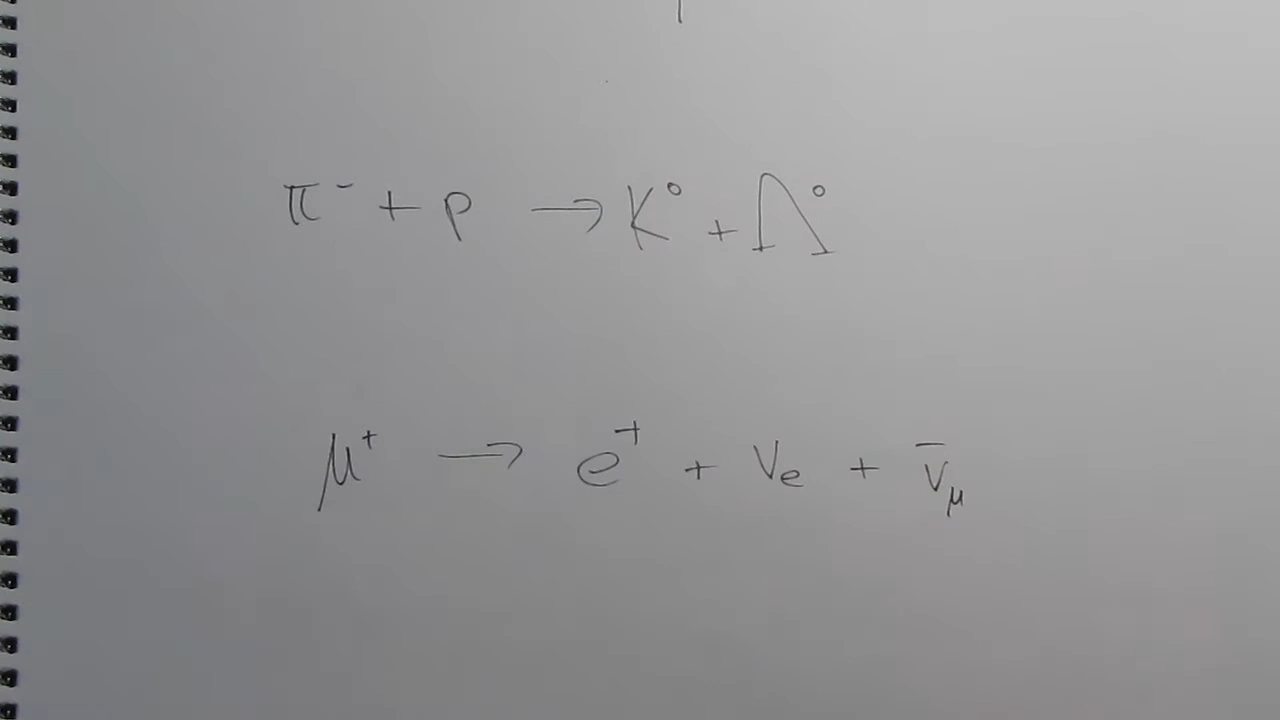 π⁻ + p → K⁰ + Λ⁰
μ⁺ → e⁺ + νₑ + ν̄_μ